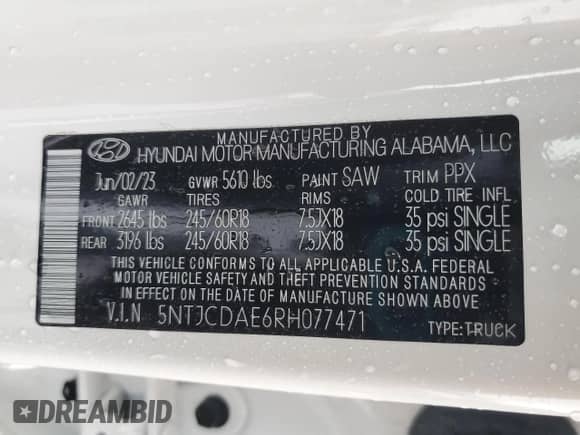 MANUFACTURED BY
HYUNDAI MOTOR MANUFACTURING ALABAMA, LLC
Jun/02/23 GVWR 5610 lbs PAINT SAW TRIM PPX
GAWR TIRES RIMS COLD TIRE INFL
FRONT 2645 lbs 245/60R18 7.5JX18 35 psi SINGLE
REAR 3196 lbs 245/60R18 7.5JX18 35 psi SINGLE
THIS VEHICLE CONFORMS TO ALL APPLICABLE U.S.A. FEDERAL
MOTOR VEHICLE SAFETY AND THEFT PREVENTION STANDARDS
IN EFFECT ON THE DATE OF MANUFACTURE SHOWN ABOVE.
V.I.N 5NTJCDAE6RH077471 TYPE:TRUCK
DREAMBID